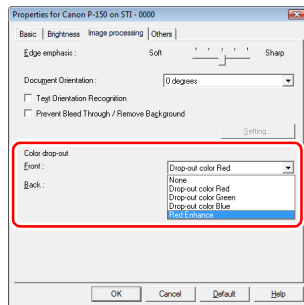 Properties for Canon P-150 on STI - 0000
Basic Brightness Image processing Others
Edge emphasis : Soft Sharp
Document Orientation : 0 degrees
Text Orientation Recognition
Prevent Bleed Through / Remove Background
Setting...
Color drop-out
Front : Drop-out color Red
None
Back : Drop-out color Red
Drop-out color Green
Drop-out color Blue
Red Enhance
OK Cancel Default Help